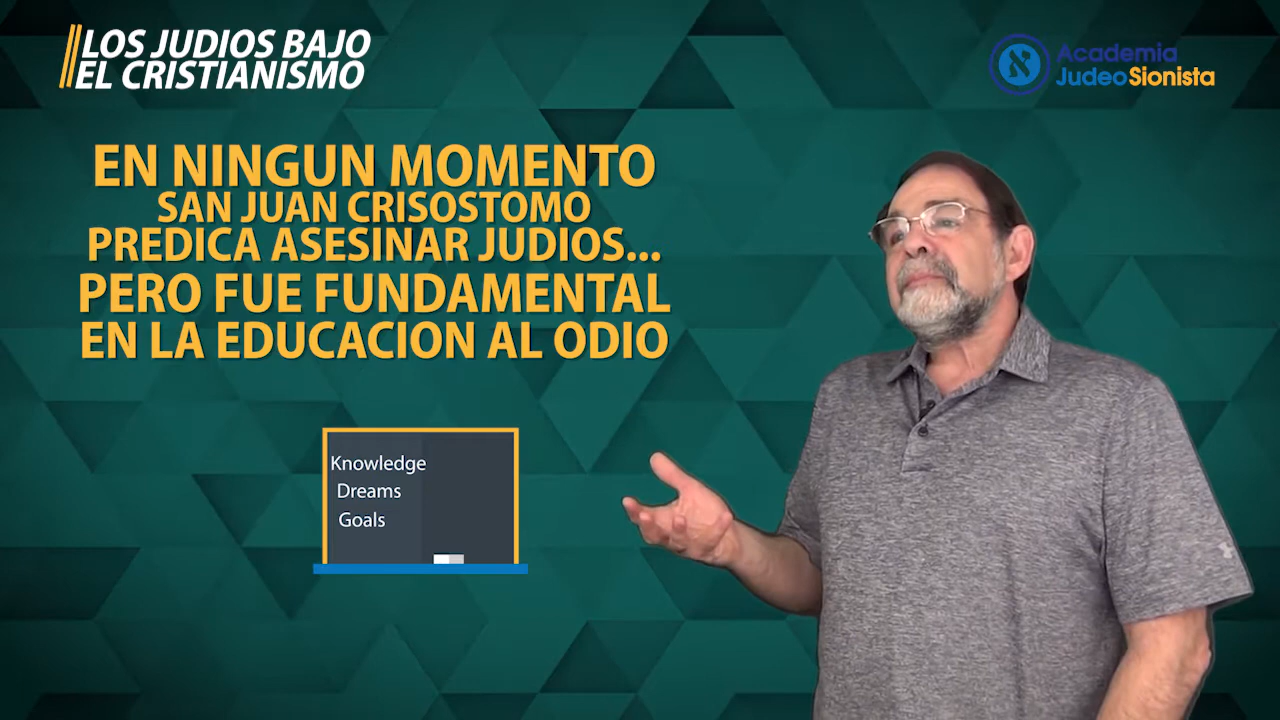 LOS JUDIOS BAJO
EL CRISTIANISMO
Academia
JudeoSionista
א
EN NINGUN MOMENTO
SAN JUAN CRISOSTOMO
PREDICA ASESINAR JUDIOS...
PERO FUE FUNDAMENTAL
EN LA EDUCACION AL ODIO
Knowledge
Dreams
Goals